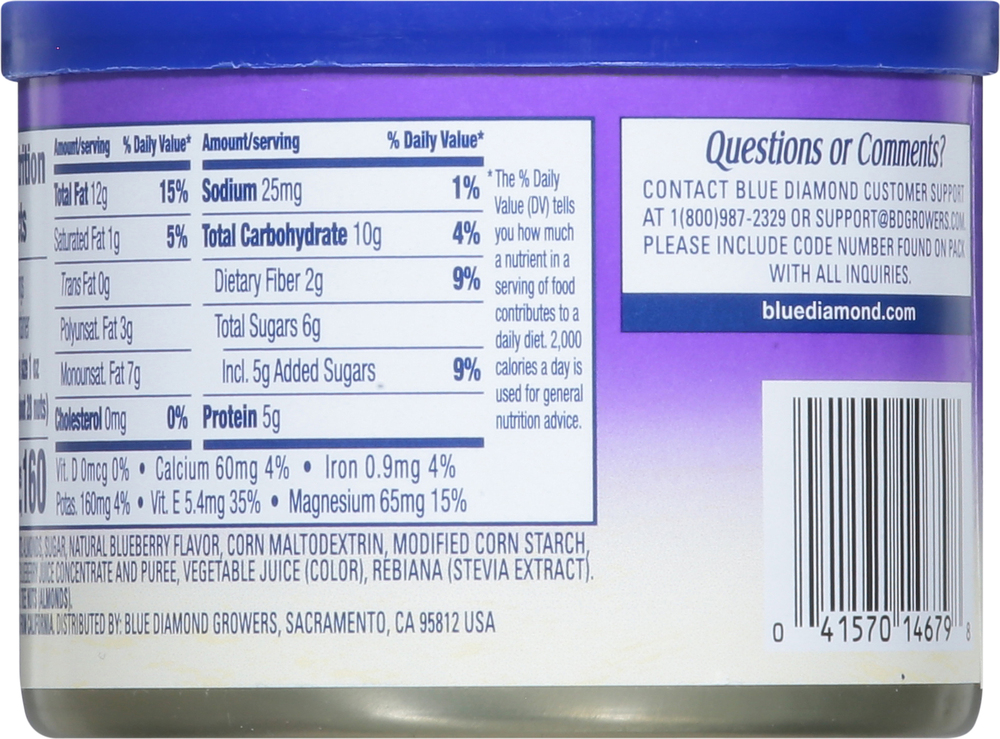 Amount/serving % Daily Value*
Total Fat 12g 15%
Saturated Fat 1g 5%
Trans Fat 0g
Polyunsat. Fat 3g
Monounsat. Fat 7g
Cholesterol 0mg 0%
Amount/serving % Daily Value*
Sodium 25mg 1%
Total Carbohydrate 10g 4%
Dietary Fiber 2g 9%
Total Sugars 6g
Incl. 5g Added Sugars 9%
Protein 5g
*The % Daily
Value (DV) tells
you how much
a nutrient in a
serving of food
contributes to a
daily diet. 2,000
calories a day is
used for general
nutrition advice.
160
Vit. D 0mcg 0% • Calcium 60mg 4% • Iron 0.9mg 4%
Potas. 160mg 4% • Vit. E 5.4mg 35% • Magnesium 65mg 15%
SUGAR, NATURAL BLUEBERRY FLAVOR, CORN MALTODEXTRIN, MODIFIED CORN STARCH,
JUICE CONCENTRATE AND PUREE, VEGETABLE JUICE (COLOR), REBIANA (STEVIA EXTRACT).
NUTS (ALMONDS).
CALIFORNIA. DISTRIBUTED BY: BLUE DIAMOND GROWERS, SACRAMENTO, CA 95812 USA
Questions or Comments?
CONTACT BLUE DIAMOND CUSTOMER SUPPORT
AT 1(800)987-2329 OR SUPPORT@BDGROWERS.COM.
PLEASE INCLUDE CODE NUMBER FOUND ON PACK
WITH ALL INQUIRIES.
bluediamond.com
0 41570 14679 8